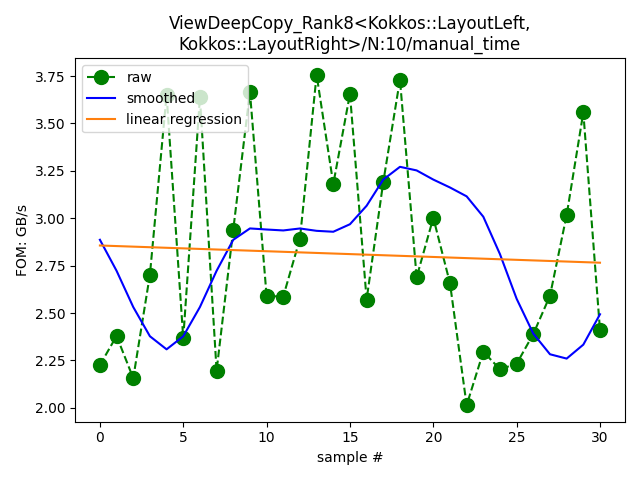 ViewDeepCopy_Rank8<Kokkos::LayoutLeft,
Kokkos::LayoutRight>/N:10/manual_time
raw
smoothed
linear regression
FOM: GB/s
3.75
3.50
3.25
3.00
2.75
2.50
2.25
2.00
0 5 10 15 20 25 30
sample #